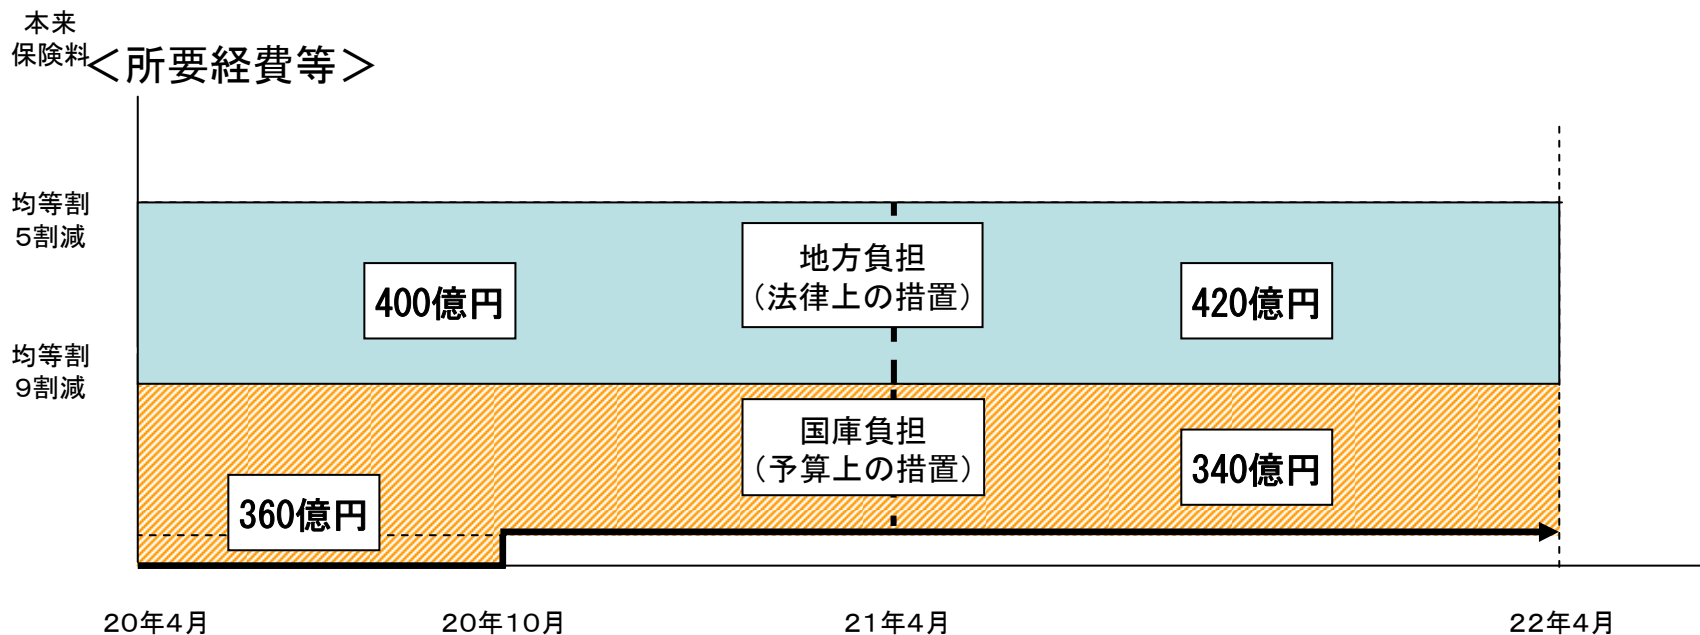 本来
保険料
＜所要経費等＞
均等割
５割減
地方負担
（法律上の措置）
400億円
420億円
均等割
９割減
国庫負担
（予算上の措置）
340億円
360億円
２０年４月
２０年１０月
２１年４月
２２年４月